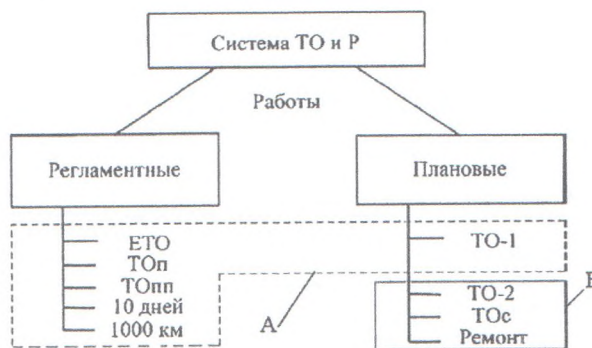 Система ТО и Р
Работы
Регламентные
Плановые
ЕТО
ТОп
ТОпп
10 дней
1000 км
ТО-1
ТО-2
ТОс
Ремонт
А